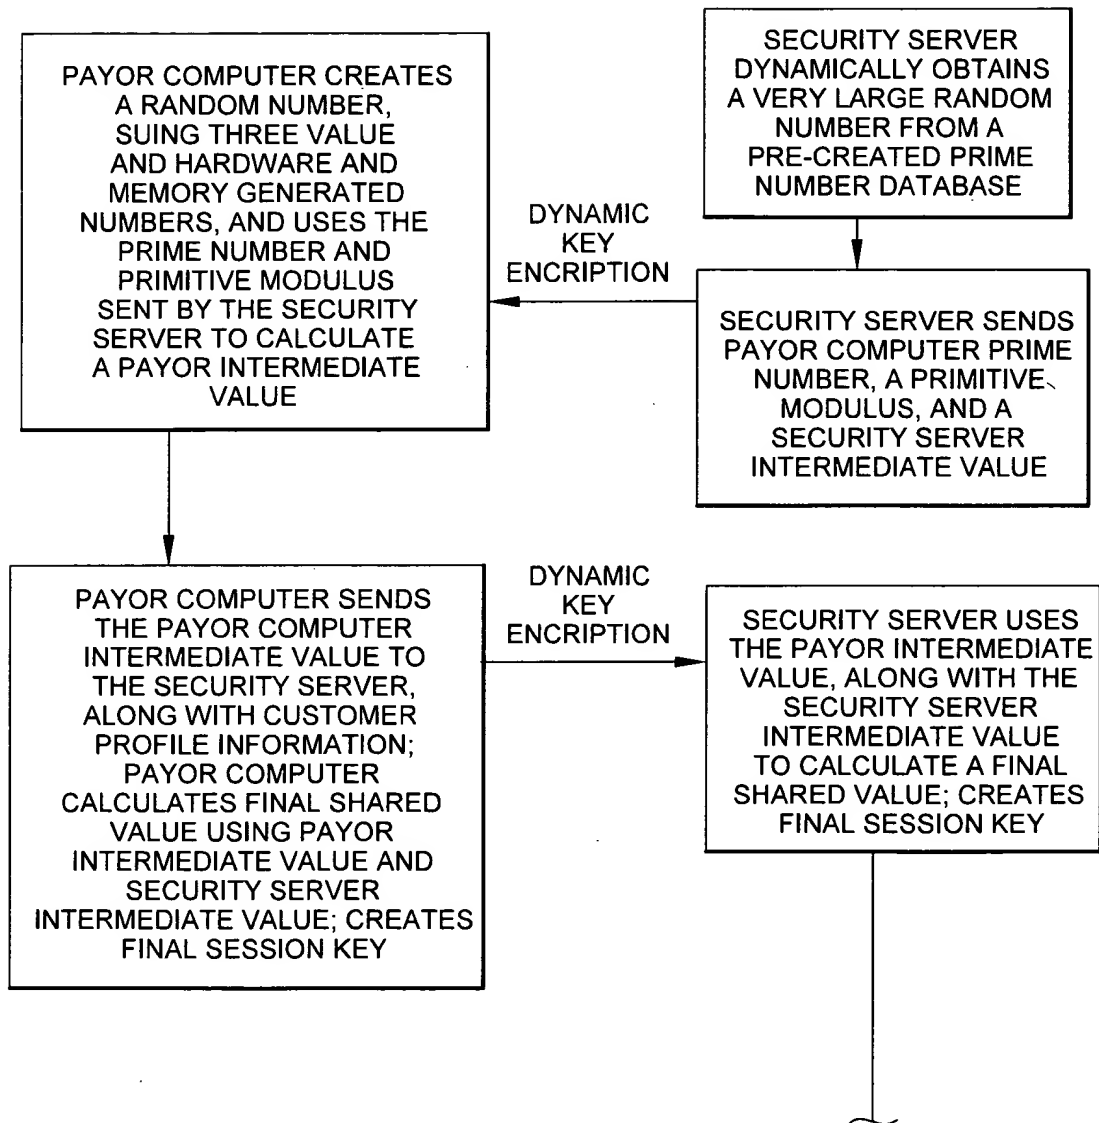 SECURITY SERVER
DYNAMICALLY OBTAINS
A VERY LARGE RANDOM
NUMBER FROM A
PRE-CREATED PRIME
NUMBER DATABASE
SECURITY SERVER SENDS
PAYOR COMPUTER PRIME
NUMBER, A PRIMITIVE
MODULUS, AND A
SECURITY SERVER
INTERMEDIATE VALUE
DYNAMIC
KEY
ENCRIPTION
PAYOR COMPUTER CREATES
A RANDOM NUMBER,
SUING THREE VALUE
AND HARDWARE AND
MEMORY GENERATED
NUMBERS, AND USES THE
PRIME NUMBER AND
PRIMITIVE MODULUS
SENT BY THE SECURITY
SERVER TO CALCULATE
A PAYOR INTERMEDIATE
VALUE
PAYOR COMPUTER SENDS
THE PAYOR COMPUTER
INTERMEDIATE VALUE TO
THE SECURITY SERVER,
ALONG WITH CUSTOMER
PROFILE INFORMATION;
PAYOR COMPUTER
CALCULATES FINAL SHARED
VALUE USING PAYOR
INTERMEDIATE VALUE AND
SECURITY SERVER
INTERMEDIATE VALUE; CREATES
FINAL SESSION KEY
DYNAMIC
KEY
ENCRIPTION
SECURITY SERVER USES
THE PAYOR INTERMEDIATE
VALUE, ALONG WITH THE
SECURITY SERVER
INTERMEDIATE VALUE
TO CALCULATE A FINAL
SHARED VALUE; CREATES
FINAL SESSION KEY